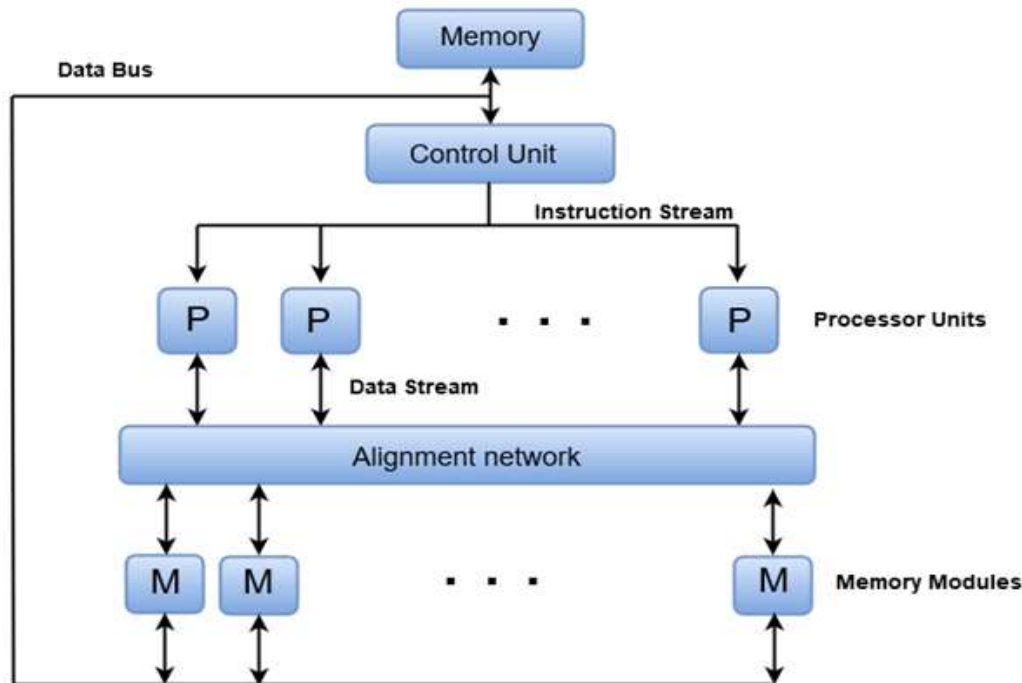 Memory
Data Bus
Control Unit
Instruction Stream
P P . . . P Processor Units
Data Stream
Alignment network
M M . . . M Memory Modules